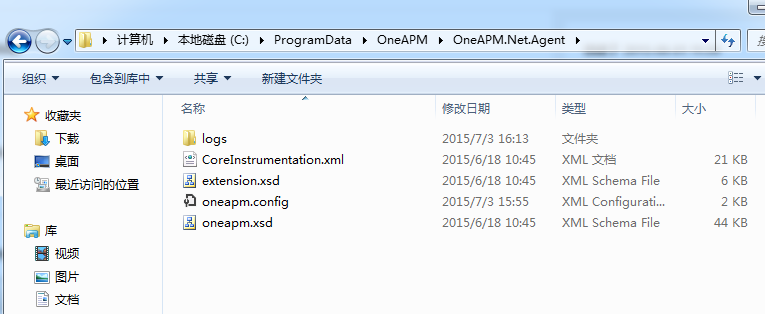 计算机 本地磁盘 (C:) ProgramData OneAPM OneAPM.Net.Agent
组织 包含到库中 共享 新建文件夹
收藏夹
下载
桌面
最近访问的位置
库
视频
图片
文档
名称 修改日期 类型 大小
logs 2015/7/3 16:13 文件夹
CoreInstrumentation.xml 2015/6/18 10:45 XML 文档 21 KB
extension.xsd 2015/6/18 10:45 XML Schema File 6 KB
oneapm.config 2015/7/3 15:55 XML Configurati... 2 KB
oneapm.xsd 2015/6/18 10:45 XML Schema File 44 KB